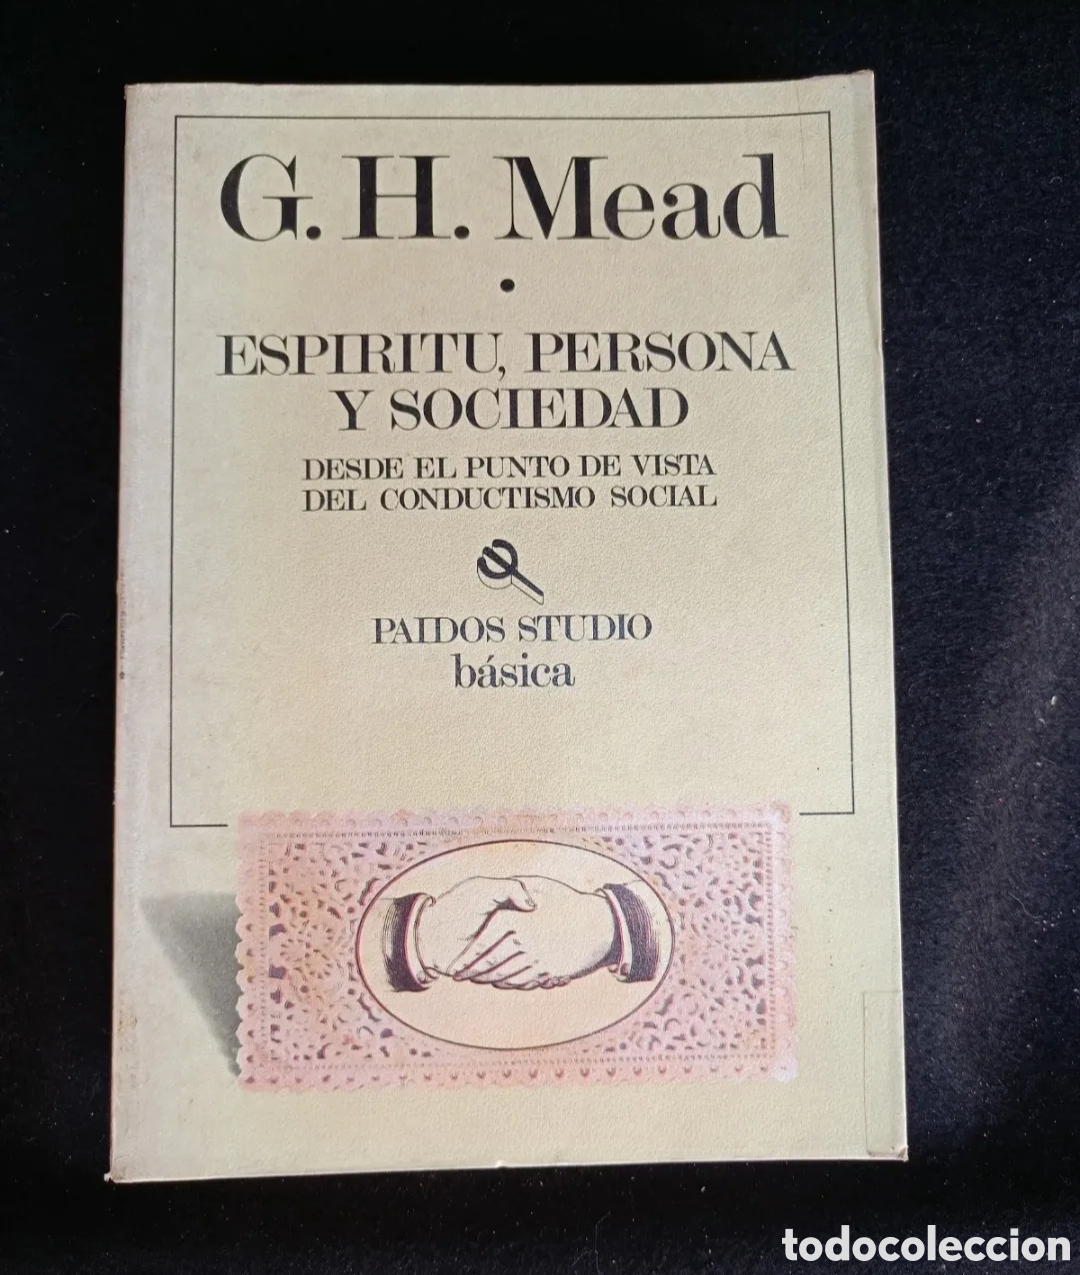 G. H. Mead
•
ESPIRITU, PERSONA
Y SOCIEDAD
DESDE EL PUNTO DE VISTA
DEL CONDUCTISMO SOCIAL
PAIDOS STUDIO
básica
todocoleccion